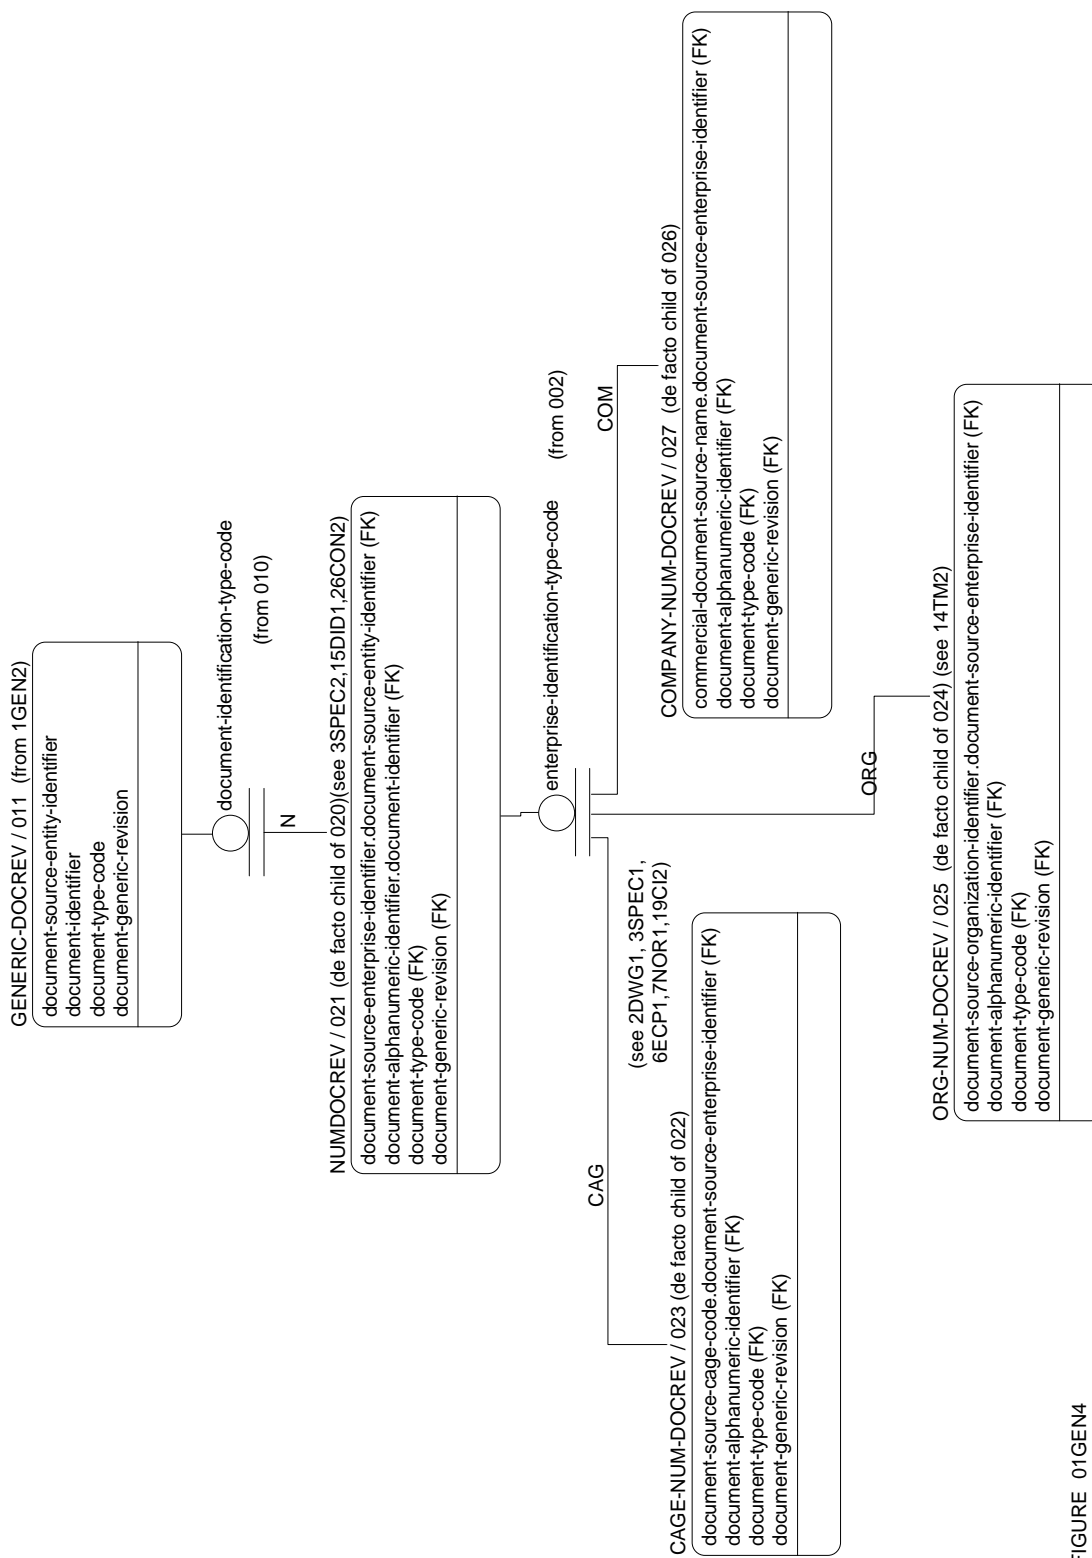 GENERIC-DOCREV / 011  (from 1GEN2)
document-source-entity-identifier
document-identifier
document-type-code
document-generic-revision
document-identification-type-code
(from 010)
N
NUMDOCREV / 021 (de facto child of 020)(see 3SPEC2,15DID1,26CON2)
document-source-enterprise-identifier.document-source-entity-identifier (FK)
document-alphanumeric-identifier.document-identifier (FK)
document-type-code (FK)
document-generic-revision (FK)
enterprise-identification-type-code
(from 002)
CAG
(see 2DWG1, 3SPEC1,
6ECP1,7NOR1,19CI2)
COM
ORG
CAGE-NUM-DOCREV / 023 (de facto child of 022)
document-source-cage-code.document-source-enterprise-identifier (FK)
document-alphanumeric-identifier (FK)
document-type-code (FK)
document-generic-revision (FK)
COMPANY-NUM-DOCREV / 027  (de facto child of 026)
commercial-document-source-name.document-source-enterprise-identifier (FK)
document-alphanumeric-identifier (FK)
document-type-code (FK)
document-generic-revision (FK)
ORG-NUM-DOCREV / 025  (de facto child of 024) (see 14TM2)
document-source-organization-identifier.document-source-enterprise-identifier (FK)
document-alphanumeric-identifier (FK)
document-type-code (FK)
document-generic-revision (FK)
FIGURE  01GEN4